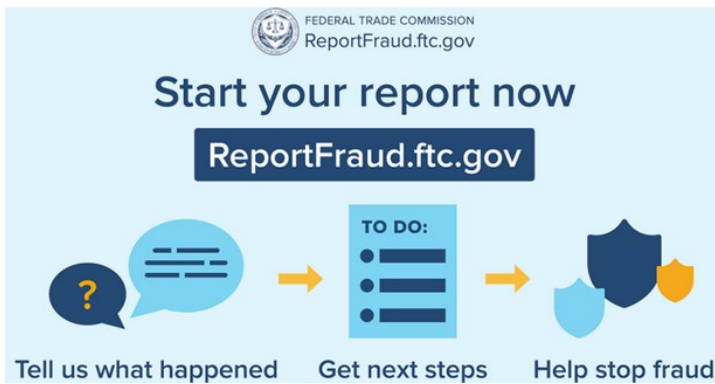 FEDERAL TRADE COMMISSION
ReportFraud.ftc.gov
Start your report now
ReportFraud.ftc.gov
?
TO DO:
Tell us what happened
Get next steps
Help stop fraud